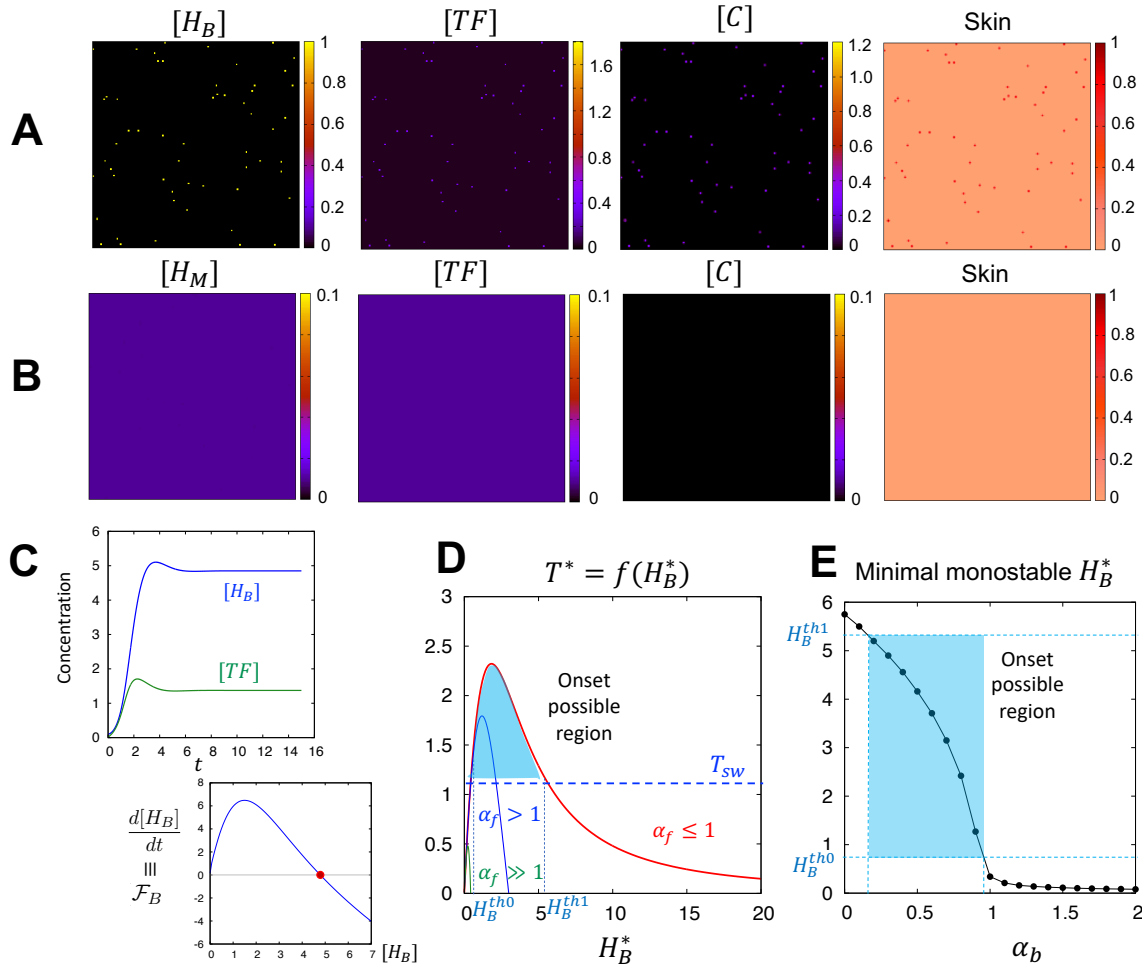 A
[H_B]
1
0.8
0.6
0.4
0.2
0
[TF]
1.6
1.2
0.8
0.4
0
[C]
1.2
1.0
0.8
0.6
0.4
0.2
0
Skin
1
0.8
0.6
0.4
0.2
0
B
[H_M]
0.1
0
[TF]
0.1
0
[C]
0.1
0
Skin
1
0.8
0.6
0.4
0.2
0
C
Concentration
6
5
4
3
2
1
0
[H_B]
[TF]
0 2 4 6 8 10 12 14 16
t
d[H_B]
dt
≡
F_B
8
6
4
2
0
-2
-4
-6
0 1 2 3 4 5 6 7
[H_B]
D
T* = f(H_B*)
3
2.5
2
1.5
1
0.5
0
Onset
possible
region
T_sw
α_f > 1
α_f ≤ 1
α_f ≫ 1
0 5 10 15 20
H_B^th0
H_B^th1
H_B*
E
Minimal monostable H_B*
6
5
4
3
2
1
0
H_B^th1
H_B^th0
Onset
possible
region
0 0.5 1.0 1.5 2
α_b